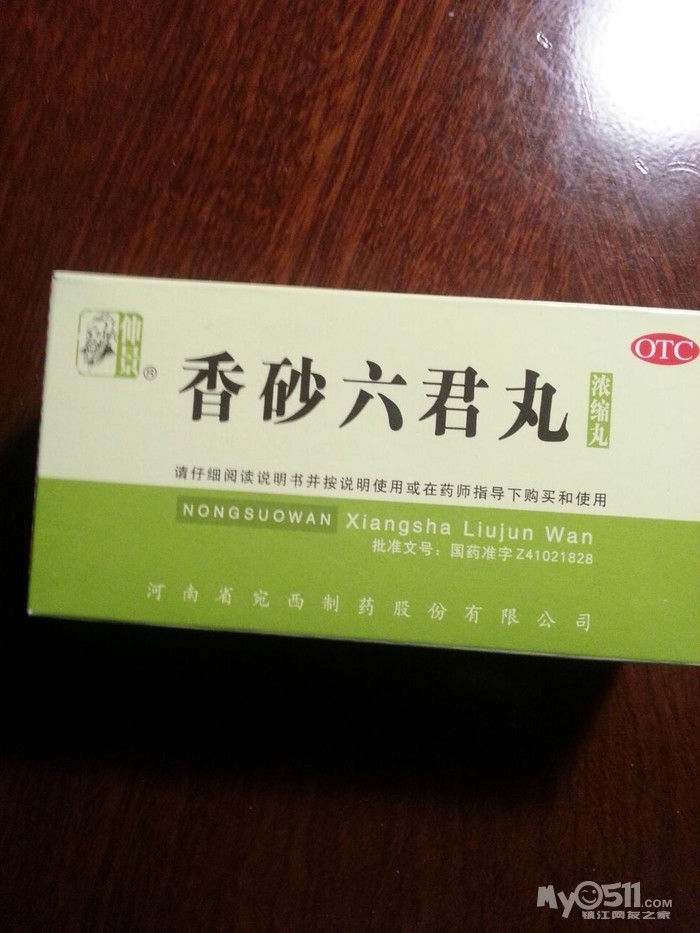 仙
®
OTC
香砂六君丸
浓缩丸
请仔细阅读说明书并按说明使用或在药师指导下购买和使用
NONGSUOWAN Xiangsha Liujun Wan
批准文号：国药准字Z41021828
河南省宛西制药股份有限公司
My0511.com
镇江网友之家